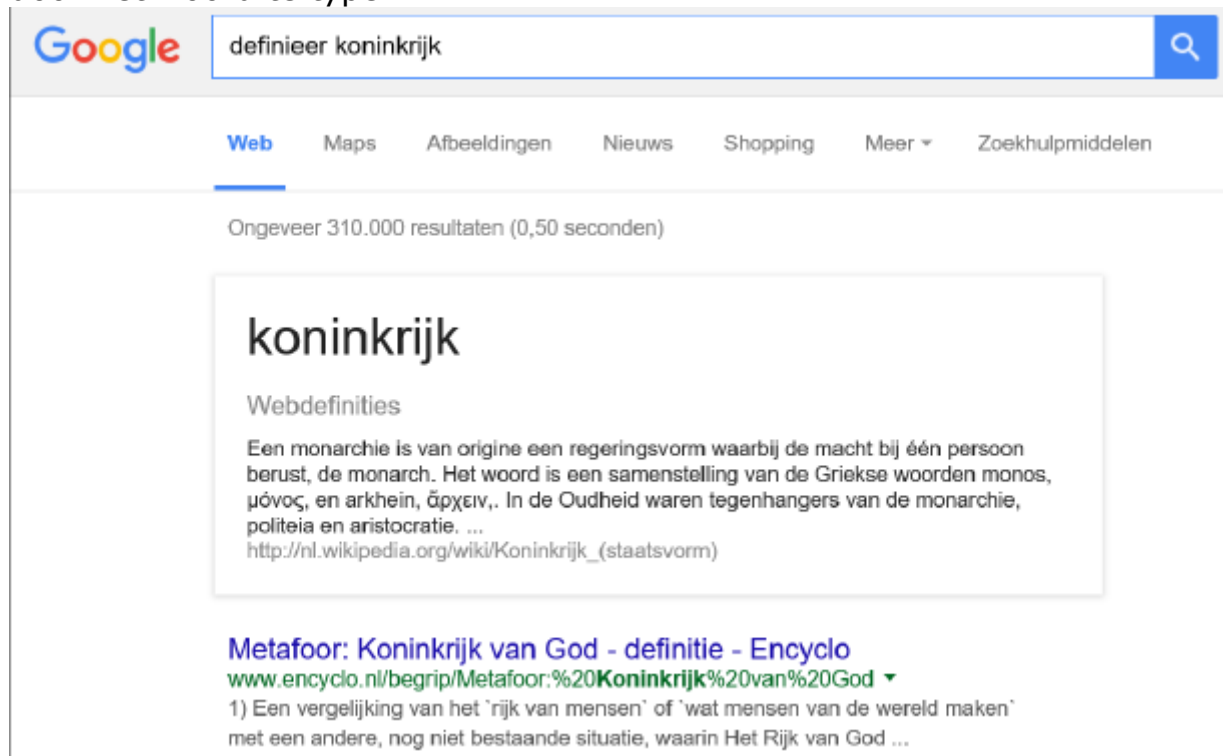 Google
definieer koninkrijk
Web Maps Afbeeldingen Nieuws Shopping Meer Zoekhulpmiddelen
Ongeveer 310.000 resultaten (0,50 seconden)
koninkrijk
Webdefinities
Een monarchie is van origine een regeringsvorm waarbij de macht bij één persoon
berust, de monarch. Het woord is een samenstelling van de Griekse woorden monos,
μόνος, en arkhein, ἄρχειν,. In de Oudheid waren tegenhangers van de monarchie,
politeia en aristocratie. ...
http://nl.wikipedia.org/wiki/Koninkrijk_(staatsvorm)
Metafoor: Koninkrijk van God - definitie - Encyclo
www.encyclo.nl/begrip/Metafoor:%20Koninkrijk%20van%20God
1) Een vergelijking van het `rijk van mensen` of `wat mensen van de wereld maken`
met een andere, nog niet bestaande situatie, waarin Het Rijk van God ...